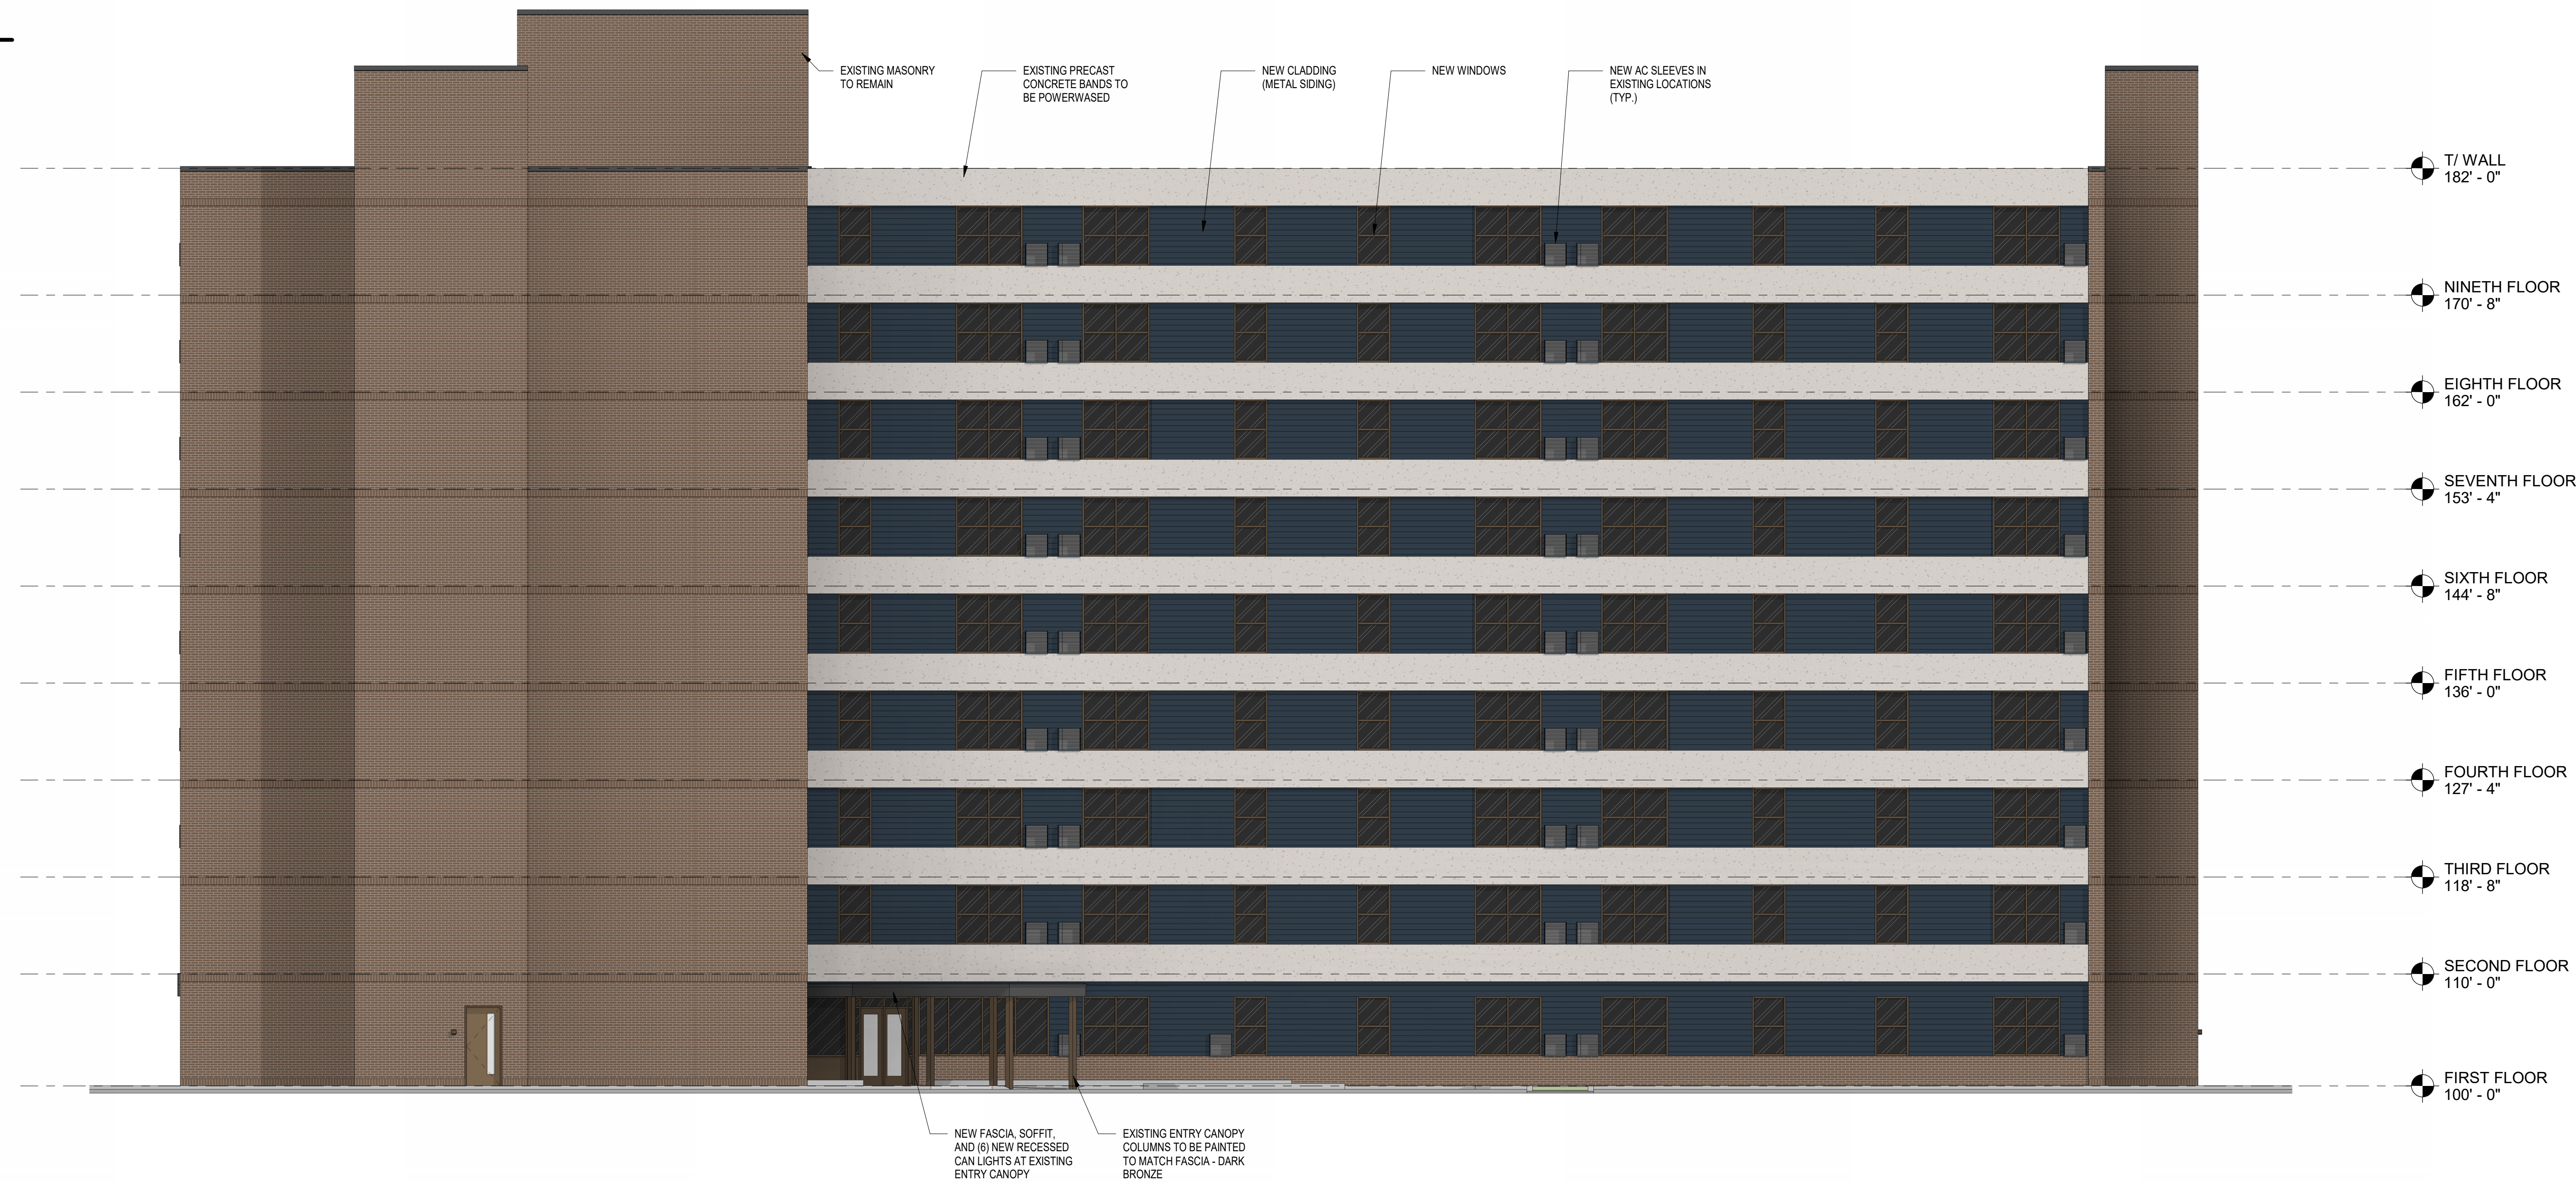 EXISTING MASONRY
TO REMAIN
EXISTING PRECAST
CONCRETE BANDS TO
BE POWERWASED
NEW CLADDING
(METAL SIDING)
NEW WINDOWS
NEW AC SLEEVES IN
EXISTING LOCATIONS
(TYP.)
T/ WALL
182' - 0"
NINETH FLOOR
170' - 8"
EIGHTH FLOOR
162' - 0"
SEVENTH FLOOR
153' - 4"
SIXTH FLOOR
144' - 8"
FIFTH FLOOR
136' - 0"
FOURTH FLOOR
127' - 4"
THIRD FLOOR
118' - 8"
SECOND FLOOR
110' - 0"
FIRST FLOOR
100' - 0"
NEW FASCIA, SOFFIT,
AND (6) NEW RECESSED
CAN LIGHTS AT EXISTING
ENTRY CANOPY
EXISTING ENTRY CANOPY
COLUMNS TO BE PAINTED
TO MATCH FASCIA - DARK
BRONZE